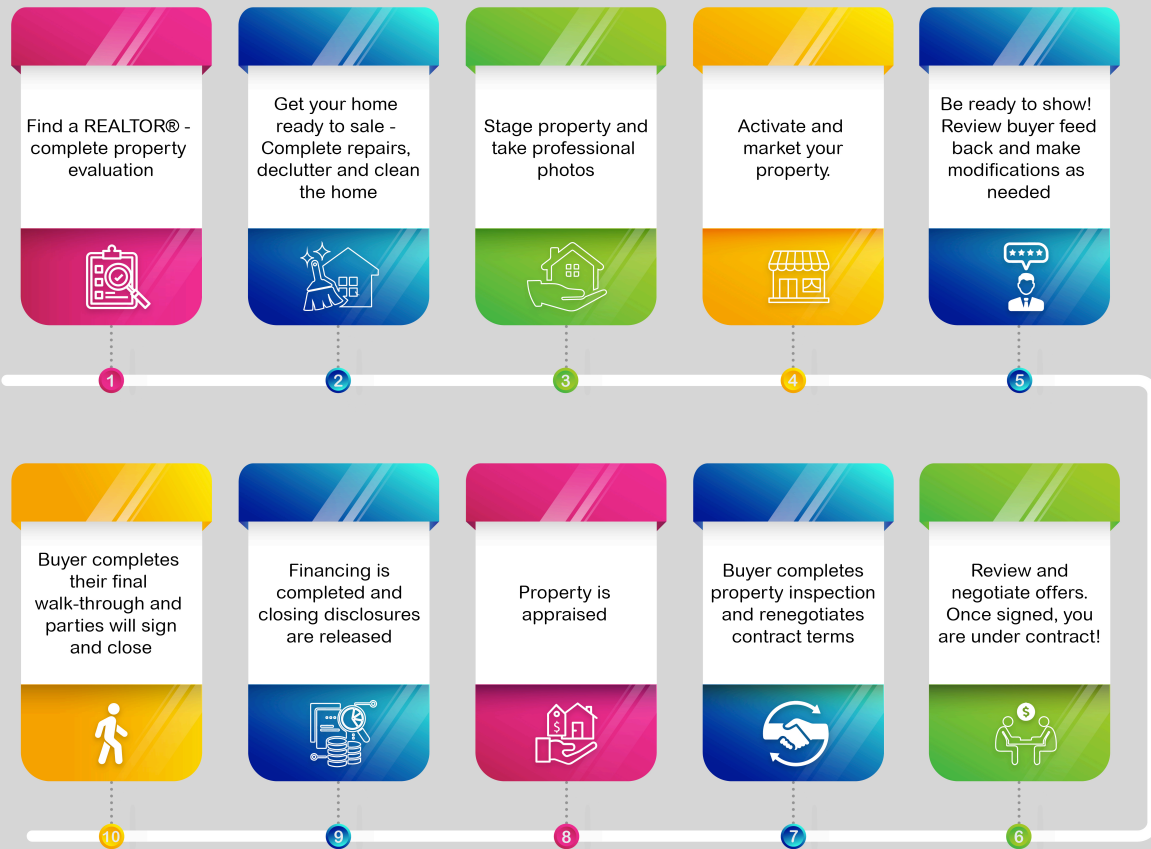 Find a REALTOR® -
complete property
evaluation
1
Get your home
ready to sale -
Complete repairs,
declutter and clean
the home
2
Stage property and
take professional
photos
3
Activate and
market your
property.
4
Be ready to show!
Review buyer feed
back and make
modifications as
needed
5
Review and
negotiate offers.
Once signed, you
are under contract!
$
6
Buyer completes
property inspection
and renegotiates
contract terms
7
Property is
appraised
$
8
Financing is
completed and
closing disclosures
are released
9
Buyer completes
their final
walk-through and
parties will sign
and close
10